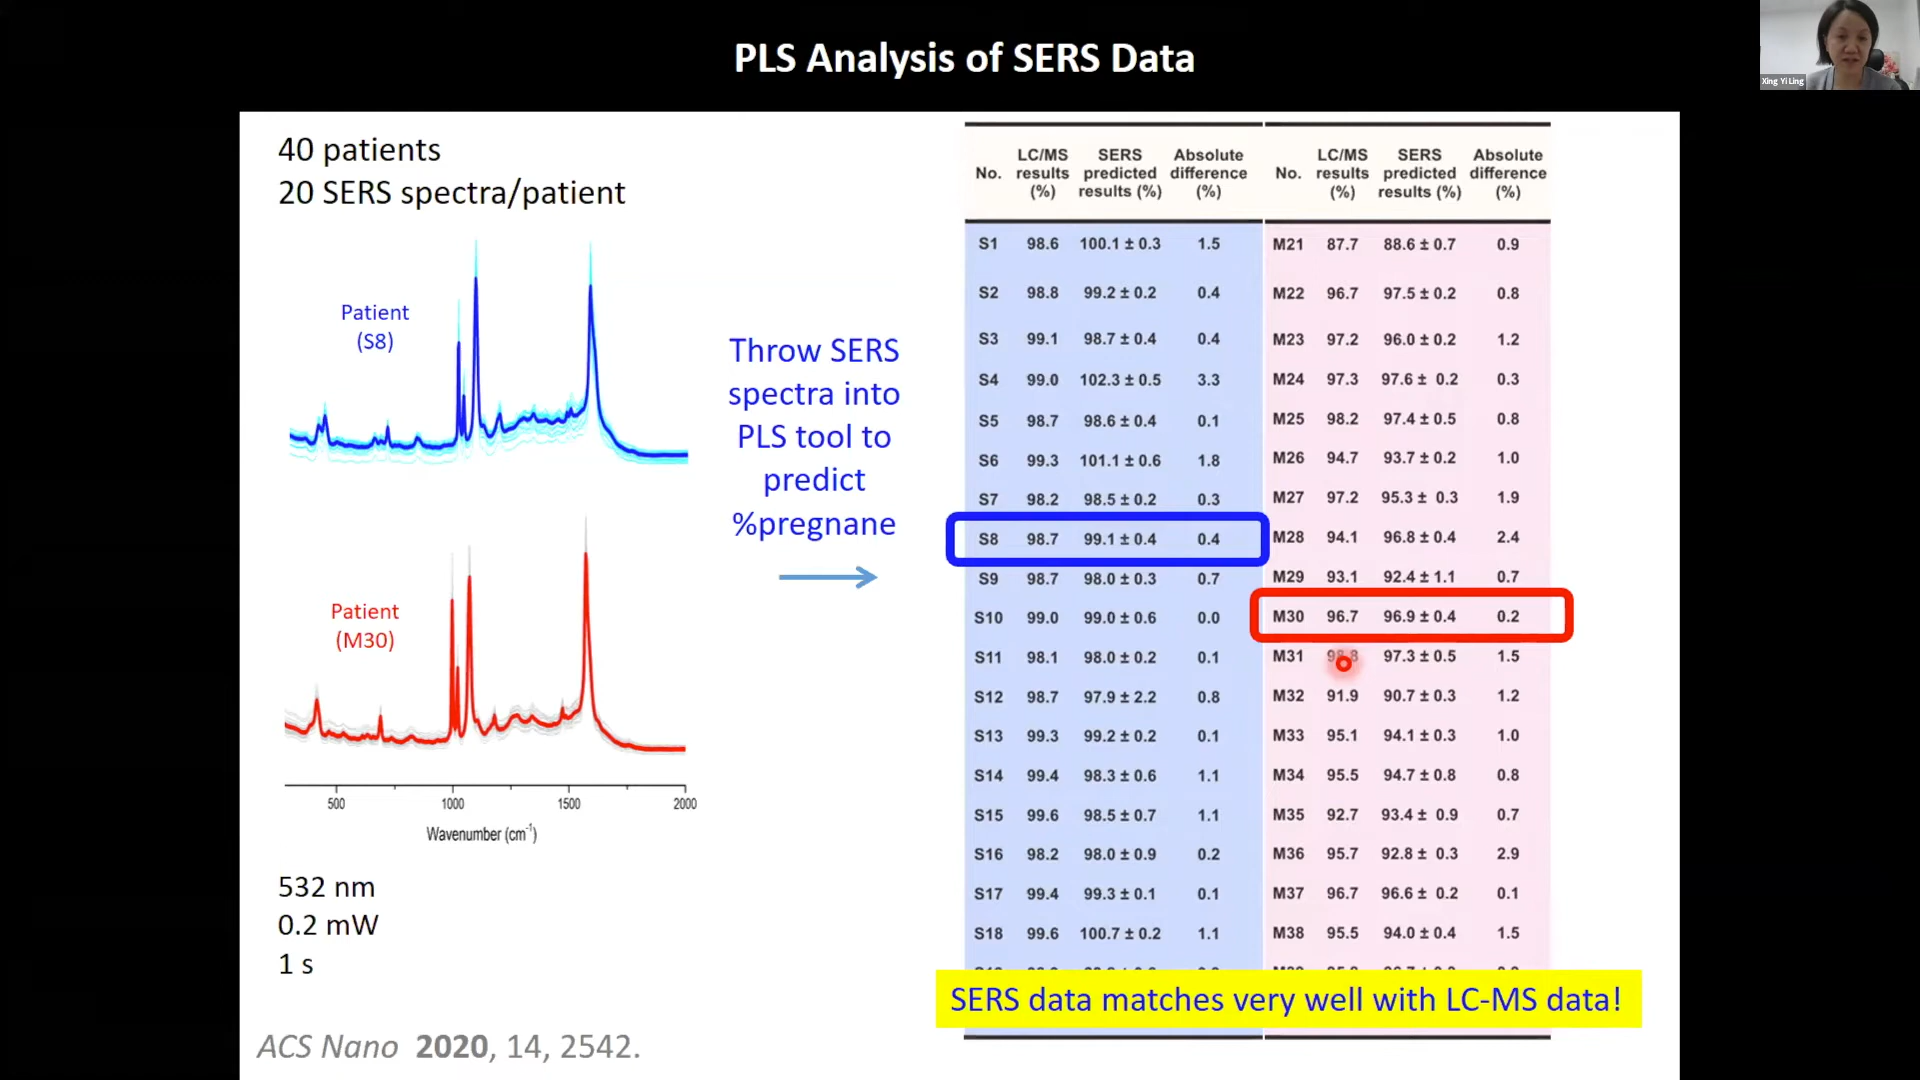 PLS Analysis of SERS Data
Xing Yi Ling
40 patients
20 SERS spectra/patient
Patient
(S8)
Patient
(M30)
500 1000 1500 2000
Wavenumber (cm⁻¹)
532 nm
0.2 mW
1 s
ACS Nano 2020, 14, 2542.
Throw SERS
spectra into
PLS tool to
predict
%pregnane
No. LC/MS results (%) SERS predicted results (%) Absolute difference (%) No. LC/MS results (%) SERS predicted results (%) Absolute difference (%)
S1 98.6 100.1 ± 0.3 1.5 M21 87.7 88.6 ± 0.7 0.9
S2 98.8 99.2 ± 0.2 0.4 M22 96.7 97.5 ± 0.2 0.8
S3 99.1 98.7 ± 0.4 0.4 M23 97.2 96.0 ± 0.2 1.2
S4 99.0 102.3 ± 0.5 3.3 M24 97.3 97.6 ± 0.2 0.3
S5 98.7 98.6 ± 0.4 0.1 M25 98.2 97.4 ± 0.5 0.8
S6 99.3 101.1 ± 0.6 1.8 M26 94.7 93.7 ± 0.2 1.0
S7 98.2 98.5 ± 0.2 0.3 M27 97.2 95.3 ± 0.3 1.9
S8 98.7 99.1 ± 0.4 0.4 M28 94.1 96.8 ± 0.4 2.4
S9 98.7 98.0 ± 0.3 0.7 M29 93.1 92.4 ± 1.1 0.7
S10 99.0 99.0 ± 0.6 0.0 M30 96.7 96.9 ± 0.4 0.2
S11 98.1 98.0 ± 0.2 0.1 M31 98.8 97.3 ± 0.5 1.5
S12 98.7 97.9 ± 2.2 0.8 M32 91.9 90.7 ± 0.3 1.2
S13 99.3 99.2 ± 0.2 0.1 M33 95.1 94.1 ± 0.3 1.0
S14 99.4 98.3 ± 0.6 1.1 M34 95.5 94.7 ± 0.8 0.8
S15 99.6 98.5 ± 0.7 1.1 M35 92.7 93.4 ± 0.9 0.7
S16 98.2 98.0 ± 0.9 0.2 M36 95.7 92.8 ± 0.3 2.9
S17 99.4 99.3 ± 0.1 0.1 M37 96.7 96.6 ± 0.2 0.1
S18 99.6 100.7 ± 0.2 1.1 M38 95.5 94.0 ± 0.4 1.5
SERS data matches very well with LC-MS data!